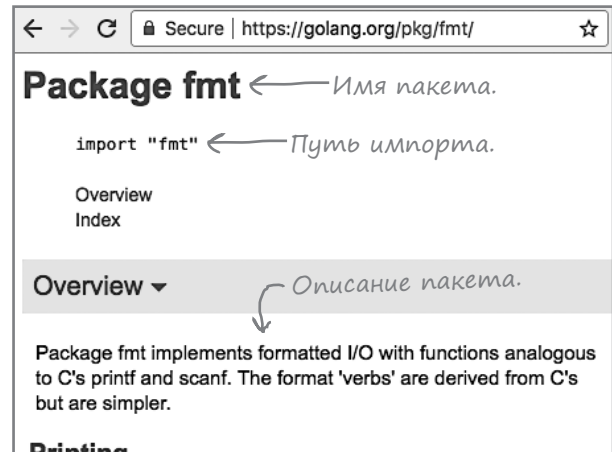 Secure | https://golang.org/pkg/fmt/
Package fmt
Имя пакета.
import "fmt"
Путь импорта.
Overview
Index
Overview
Описание пакета.
Package fmt implements formatted I/O with functions analogous
to C's printf and scanf. The format 'verbs' are derived from C's
but are simpler.
Printing